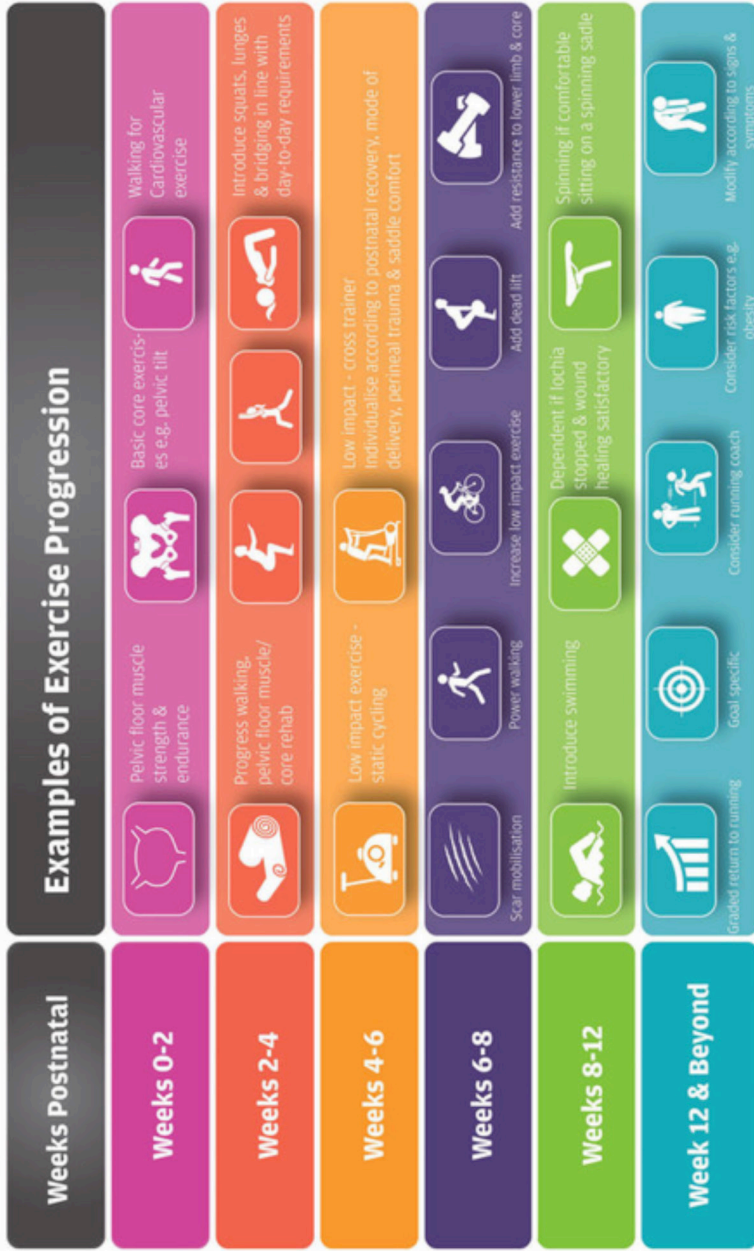 Weeks Postnatal
Examples of Exercise Progression
Weeks 0-2
Pelvic floor muscle
strength &
endurance
Basic core exercis-
es e.g. pelvic tilt
Walking for
Cardiovascular
exercise
Weeks 2-4
Progress walking,
pelvic floor muscle/
core rehab
Introduce squats, lunges
& bridging in line with
day-to-day requirements
Weeks 4-6
Low impact exercise -
static cycling
Low impact - cross trainer
Individualise according to postnatal recovery, mode of
delivery, perineal trauma & saddle comfort
Weeks 6-8
Scar mobilisation
Power walking
Increase low impact exercise
Add dead lift
Add resistance to lower limb & core
Weeks 8-12
Introduce swimming
Dependent if lochia
stopped & wound
healing satisfactory
Spinning if comfortable
sitting on a spinning sadle
Week 12 & Beyond
Graded return to running
Goal specific
Consider running coach
Consider risk factors e.g.
obesity
Modify according to signs &
symptoms